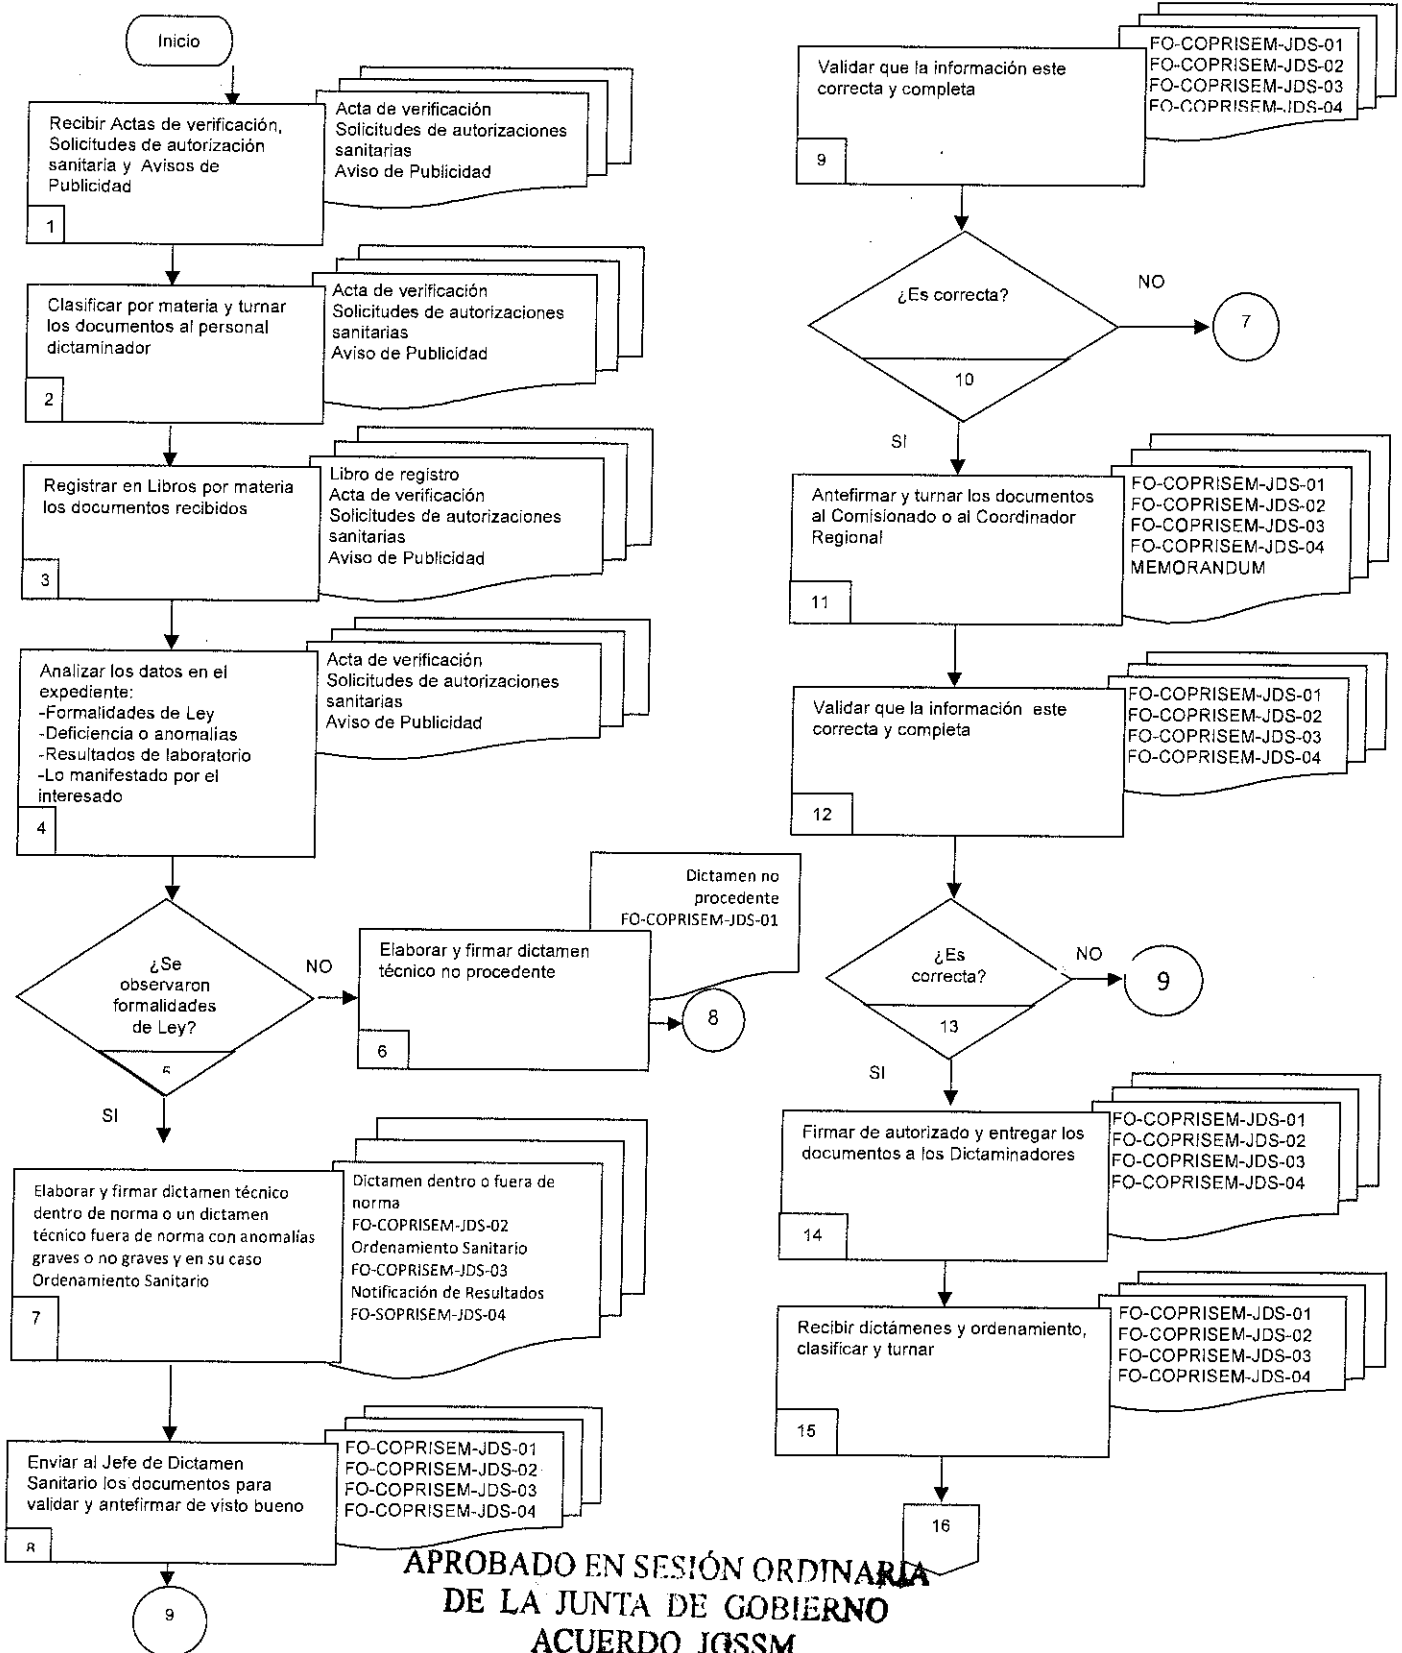 Inicio
Recibir Actas de verificación,
Solicitudes de autorización
sanitaria y Avisos de
Publicidad
1
Acta de verificación
Solicitudes de autorizaciones
sanitarias
Aviso de Publicidad
Clasificar por materia y turnar
los documentos al personal
dictaminador
2
Acta de verificación
Solicitudes de autorizaciones
sanitarias
Aviso de Publicidad
Registrar en Libros por materia
los documentos recibidos
3
Libro de registro
Acta de verificación
Solicitudes de autorizaciones
sanitarias
Aviso de Publicidad
Analizar los datos en el
expediente:
-Formalidades de Ley
-Deficiencia o anomalías
-Resultados de laboratorio
-Lo manifestado por el
interesado
4
Acta de verificación
Solicitudes de autorizaciones
sanitarias
Aviso de Publicidad
¿Se
observaron
formalidades
de Ley?
5
NO
SI
Elaborar y firmar dictamen
técnico no procedente
6
Dictamen no
procedente
FO-COPRISEM-JDS-01
8
Elaborar y firmar dictamen técnico
dentro de norma o un dictamen
técnico fuera de norma con anomalías
graves o no graves y en su caso
Ordenamiento Sanitario
7
Dictamen dentro o fuera de
norma
FO-COPRISEM-JDS-02
Ordenamiento Sanitario
FO-COPRISEM-JDS-03
Notificación de Resultados
FO-SOPRISEM-JDS-04
Enviar al Jefe de Dictamen
Sanitario los documentos para
validar y antefirmar de visto bueno
8
FO-COPRISEM-JDS-01
FO-COPRISEM-JDS-02
FO-COPRISEM-JDS-03
FO-COPRISEM-JDS-04
9
Validar que la información este
correcta y completa
9
FO-COPRISEM-JDS-01
FO-COPRISEM-JDS-02
FO-COPRISEM-JDS-03
FO-COPRISEM-JDS-04
¿Es correcta?
10
NO
7
SI
Antefirmar y turnar los documentos
al Comisionado o al Coordinador
Regional
11
FO-COPRISEM-JDS-01
FO-COPRISEM-JDS-02
FO-COPRISEM-JDS-03
FO-COPRISEM-JDS-04
MEMORANDUM
Validar que la información este
correcta y completa
12
FO-COPRISEM-JDS-01
FO-COPRISEM-JDS-02
FO-COPRISEM-JDS-03
FO-COPRISEM-JDS-04
¿Es
correcta?
13
NO
9
SI
Firmar de autorizado y entregar los
documentos a los Dictaminadores
14
FO-COPRISEM-JDS-01
FO-COPRISEM-JDS-02
FO-COPRISEM-JDS-03
FO-COPRISEM-JDS-04
Recibir dictámenes y ordenamiento,
clasificar y turnar
15
FO-COPRISEM-JDS-01
FO-COPRISEM-JDS-02
FO-COPRISEM-JDS-03
FO-COPRISEM-JDS-04
16
APROBADO EN SESIÓN ORDINARIA
DE LA JUNTA DE GOBIERNO
ACUERDO JGSSM